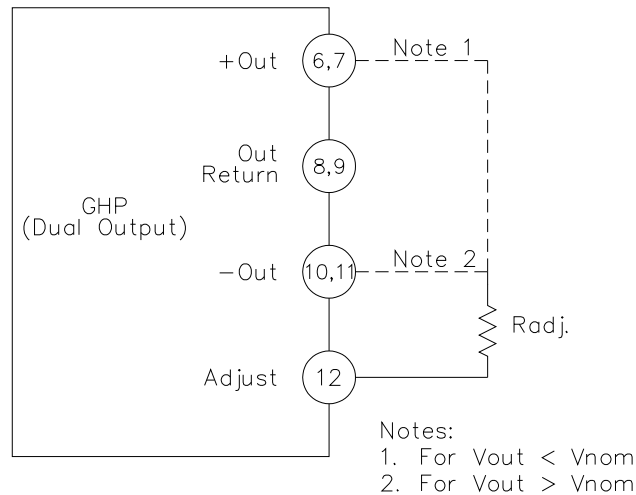 +Out
6,7
Note 1
Out
Return
8,9
GHP
(Dual Output)
-Out
10,11
Note 2
Radj.
Adjust
12
Notes:
1. For Vout < Vnom
2. For Vout > Vnom